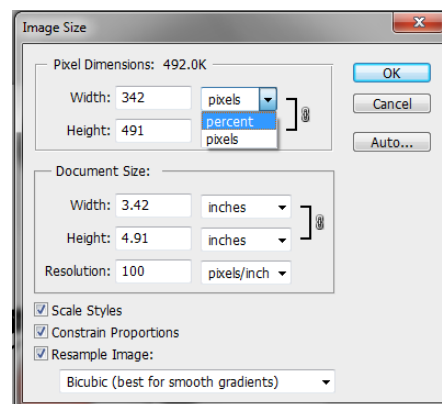 Image Size
Pixel Dimensions: 492.0K
OK
Width: 342 pixels
Cancel
percent
Height: 491
pixels
Auto...
Document Size:
Width: 3.42 inches
Height: 4.91 inches
Resolution: 100 pixels/inch
Scale Styles
Constrain Proportions
Resample Image:
Bicubic (best for smooth gradients)